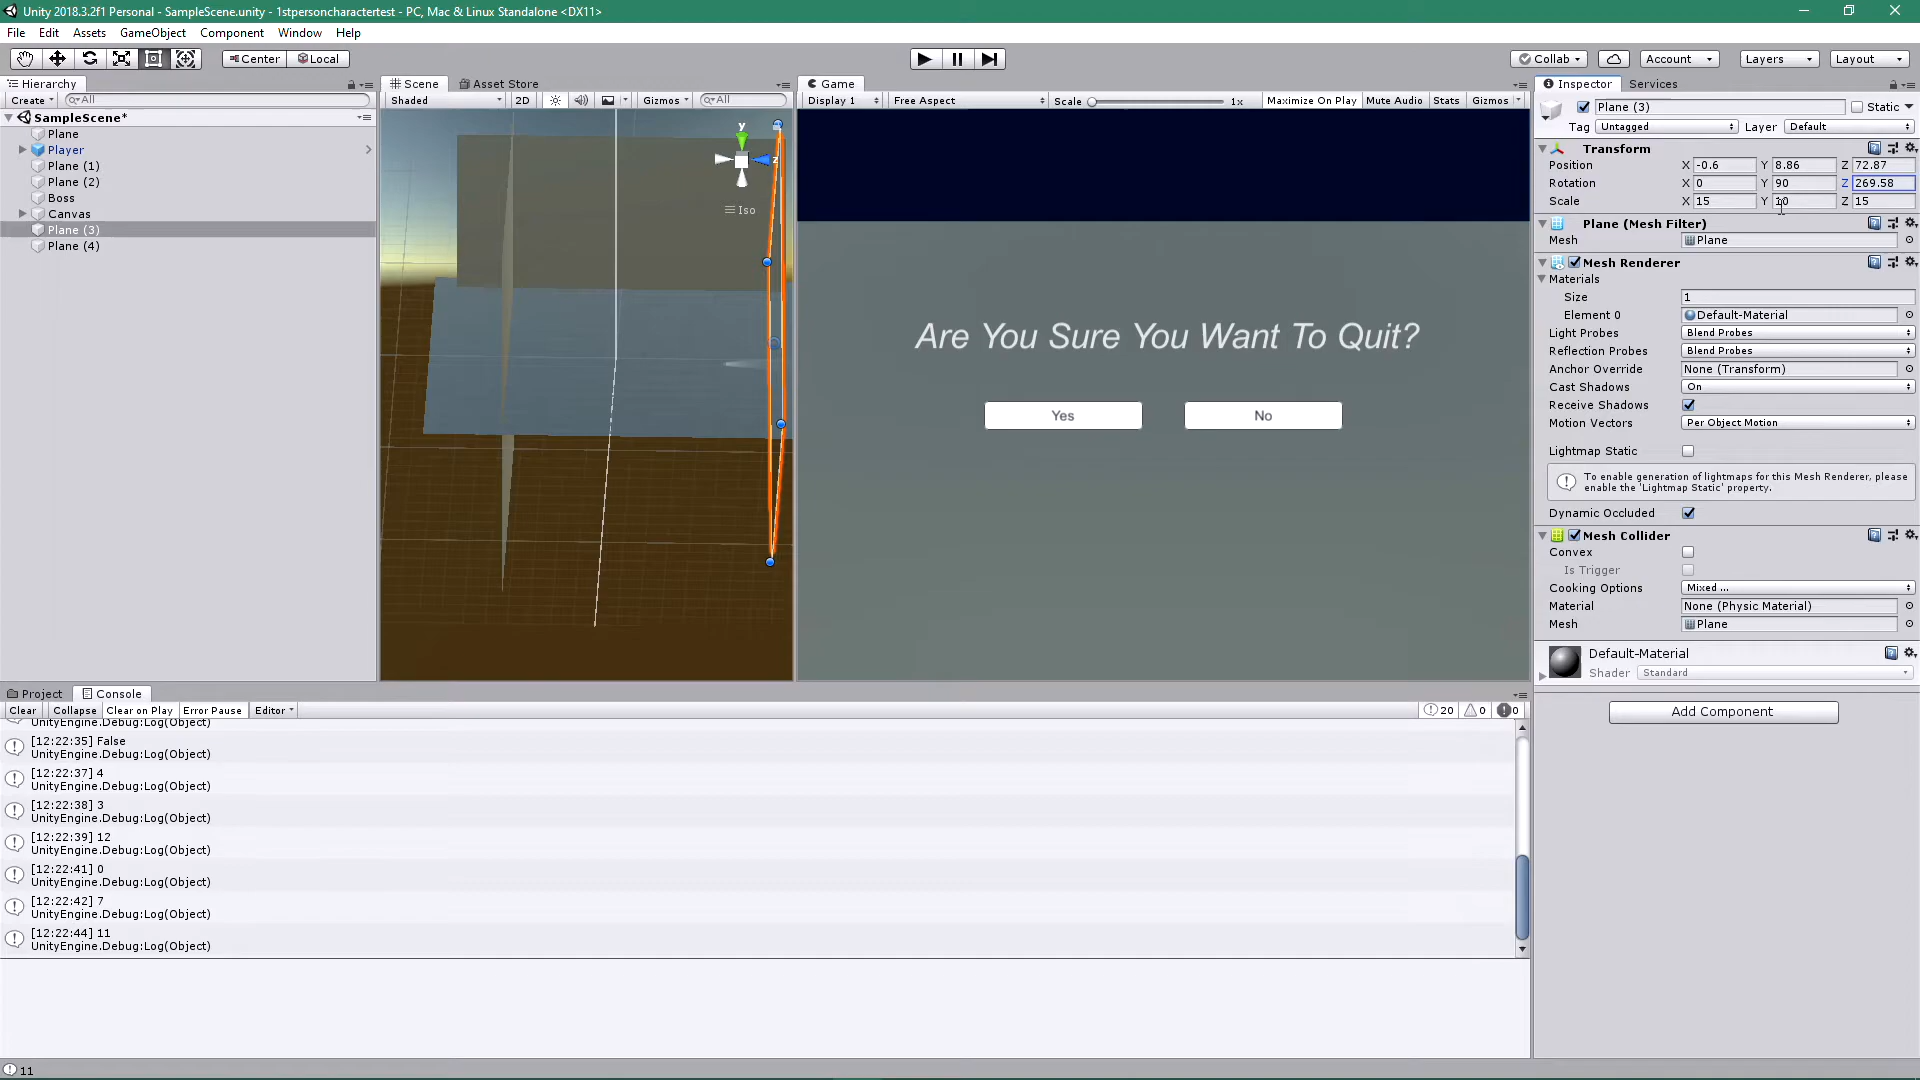 Unity 2018.3.2f1 Personal - SampleScene.unity - 1stpersoncharactertest - PC, Mac & Linux Standalone <DX11>
File Edit Assets GameObject Component Window Help
Center Local Collab Account Layers Layout
Hierarchy
Create All
SampleScene*
Plane
Player
Plane (1)
Plane (2)
Boss
Canvas
Plane (3)
Plane (4)
Scene Asset Store
Shaded 2D Gizmos All
y
z
Iso
Game
Display 1 Free Aspect Scale 1x Maximize On Play Mute Audio Stats Gizmos
Are You Sure You Want To Quit?
Yes No
Inspector Services
Plane (3) Static
Tag Untagged Layer Default
Transform
Position X -0.6 Y 8.86 Z 72.87
Rotation X 0 Y 90 Z 269.58
Scale X 15 Y 10 Z 15
Plane (Mesh Filter)
Mesh Plane
Mesh Renderer
Materials
Size 1
Element 0 Default-Material
Light Probes Blend Probes
Reflection Probes Blend Probes
Anchor Override None (Transform)
Cast Shadows On
Receive Shadows
Motion Vectors Per Object Motion
Lightmap Static
To enable generation of lightmaps for this Mesh Renderer, please
enable the 'Lightmap Static' property.
Dynamic Occluded
Mesh Collider
Convex
Is Trigger
Cooking Options Mixed ...
Material None (Physic Material)
Mesh Plane
Default-Material
Shader Standard
Add Component
Project Console
Clear Collapse Clear on Play Error Pause Editor 20 0 0
UnityEngine.Debug:Log(Object)
[12:22:35] False
UnityEngine.Debug:Log(Object)
[12:22:37] 4
UnityEngine.Debug:Log(Object)
[12:22:38] 3
UnityEngine.Debug:Log(Object)
[12:22:39] 12
UnityEngine.Debug:Log(Object)
[12:22:41] 0
UnityEngine.Debug:Log(Object)
[12:22:42] 7
UnityEngine.Debug:Log(Object)
[12:22:44] 11
UnityEngine.Debug:Log(Object)
11